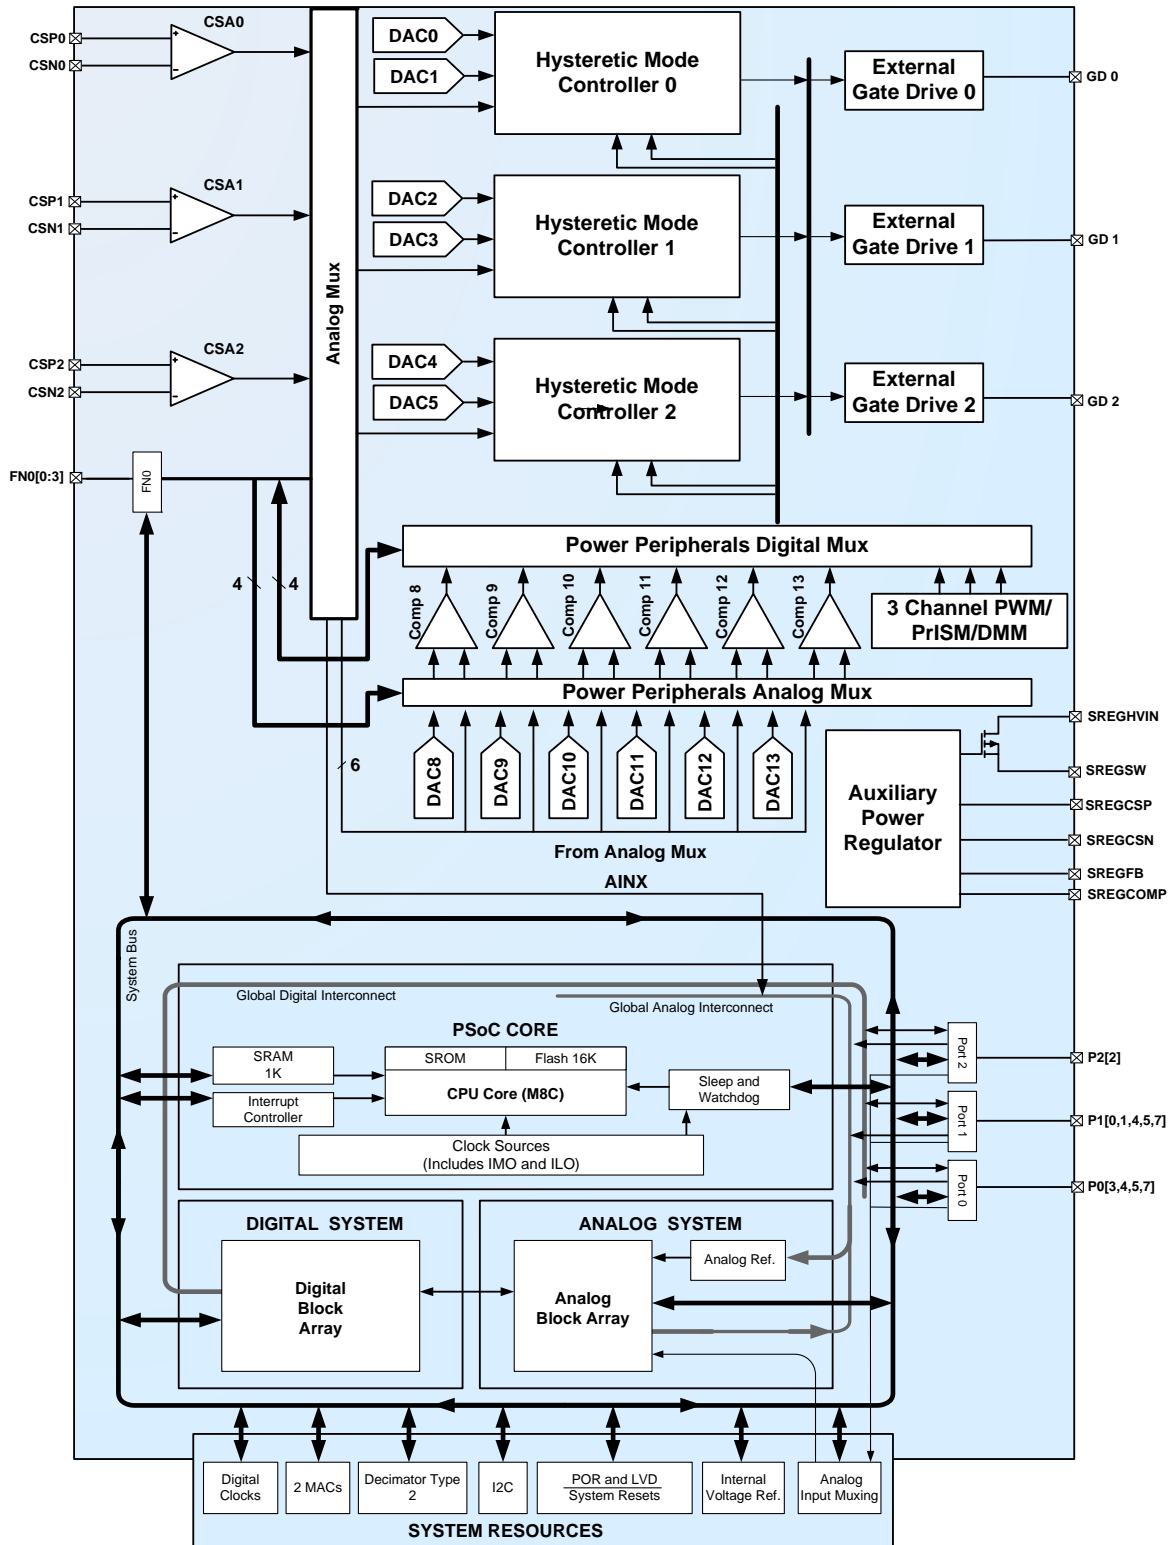 CSA0
CSP0
CSN0
DAC0
DAC1
Hysteretic Mode
Controller 0
External
Gate Drive 0
GD 0
CSA1
CSP1
CSN1
DAC2
DAC3
Hysteretic Mode
Controller 1
External
Gate Drive 1
GD 1
Analog Mux
CSA2
CSP2
CSN2
DAC4
DAC5
Hysteretic Mode
Controller 2
External
Gate Drive 2
GD 2
FN0[0:3]
FN0
4
4
Power Peripherals Digital Mux
Comp 8
Comp 9
Comp 10
Comp 11
Comp 12
Comp 13
3 Channel PWM/
PrISM/DMM
Power Peripherals Analog Mux
DAC8
DAC9
DAC10
DAC11
DAC12
DAC13
6
From Analog Mux
AINX
Auxiliary
Power
Regulator
SREGHVIN
SREGSW
SREGCSP
SREGCSN
SREGFB
SREGCOMP
System Bus
Global Digital Interconnect
Global Analog Interconnect
PSoC CORE
SRAM
1K
SROM
Flash 16K
CPU Core (M8C)
Interrupt
Controller
Sleep and
Watchdog
Clock Sources
(Includes IMO and ILO)
Port 2
P2[2]
Port 1
P1[0,1,4,5,7]
Port 0
P0[3,4,5,7]
DIGITAL SYSTEM
Digital
Block
Array
ANALOG SYSTEM
Analog
Block Array
Analog Ref.
Digital
Clocks
2 MACs
Decimator Type
2
I2C
POR and LVD
System Resets
Internal
Voltage Ref.
Analog
Input Muxing
SYSTEM RESOURCES